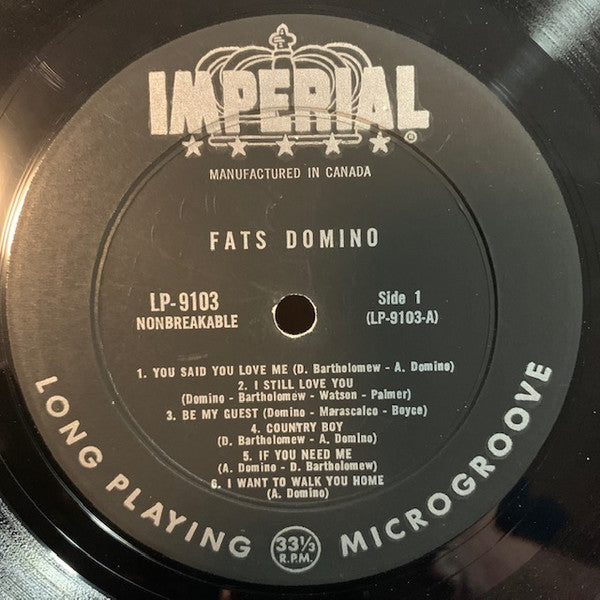 IMPERIAL
®
MANUFACTURED IN CANADA
FATS DOMINO
LP-9103
NONBREAKABLE
Side 1
(LP-9103-A)
1. YOU SAID YOU LOVE ME (D. Bartholomew - A. Domino)
2. I STILL LOVE YOU
(Domino - Bartholomew - Watson - Palmer)
3. BE MY GUEST (Domino - Marascalco - Boyce)
4. COUNTRY BOY
(D. Bartholomew - A. Domino)
5. IF YOU NEED ME
(A. Domino - D. Bartholomew)
6. I WANT TO WALK YOU HOME
(A. Domino)
LONG PLAYING
33⅓
R.P.M.
MICROGROOVE